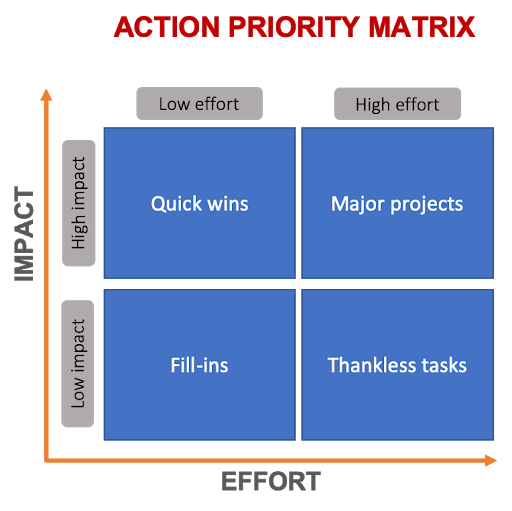 ACTION PRIORITY MATRIX
Low effort
High effort
IMPACT
High impact
Quick wins
Major projects
Low impact
Fill-ins
Thankless tasks
EFFORT